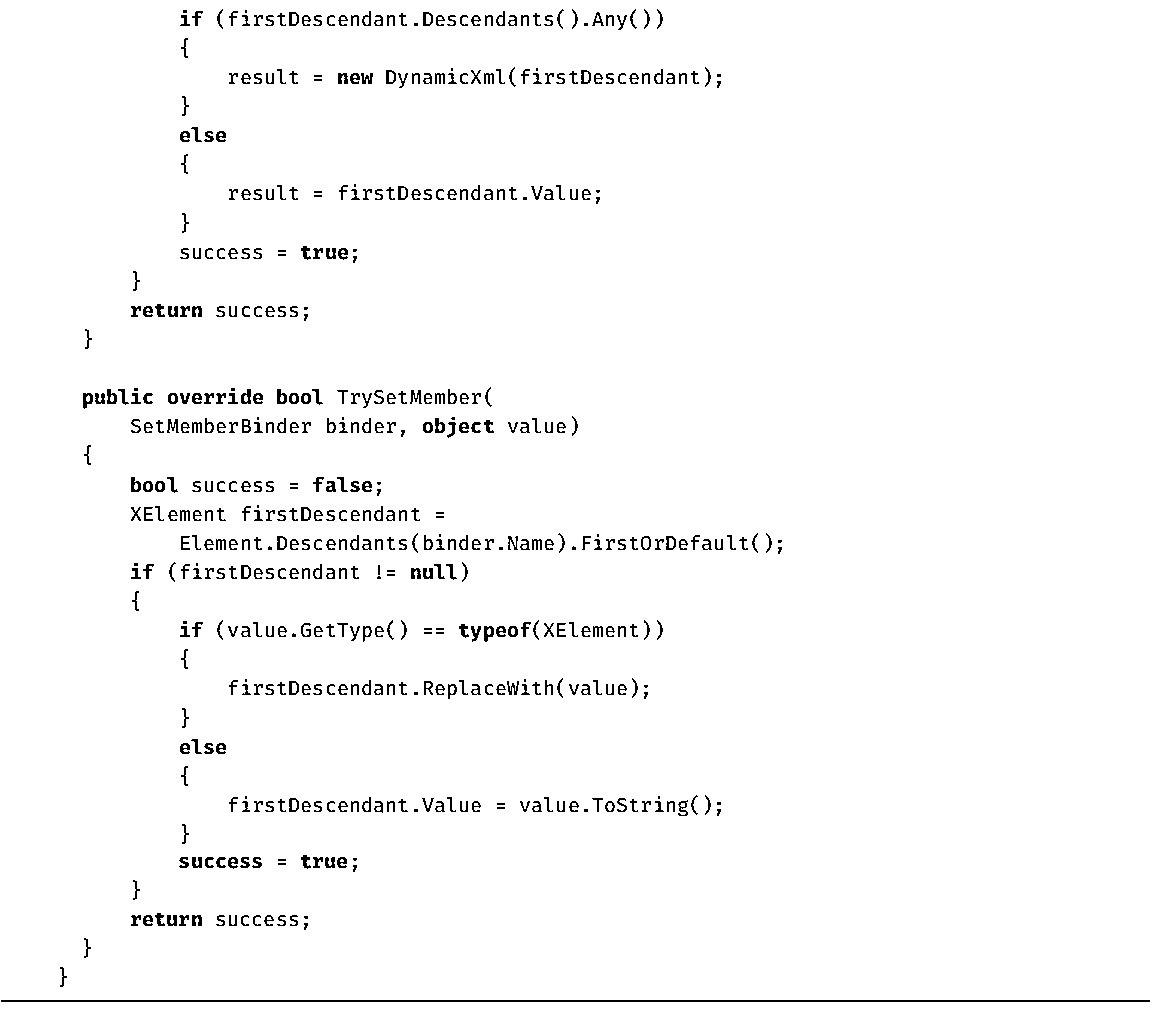 if (firstDescendant.Descendants().Any())
{
result = new DynamicXml(firstDescendant);
}
else
{
result = firstDescendant.Value;
}
success = true;
}
return success;
}
public override bool TrySetMember(
SetMemberBinder binder, object value)
{
bool success = false;
XElement firstDescendant =
Element.Descendants(binder.Name).FirstOrDefault();
if (firstDescendant != null)
{
if (value.GetType() == typeof(XElement))
{
firstDescendant.ReplaceWith(value);
}
else
{
firstDescendant.Value = value.ToString();
}
success = true;
}
return success;
}
}